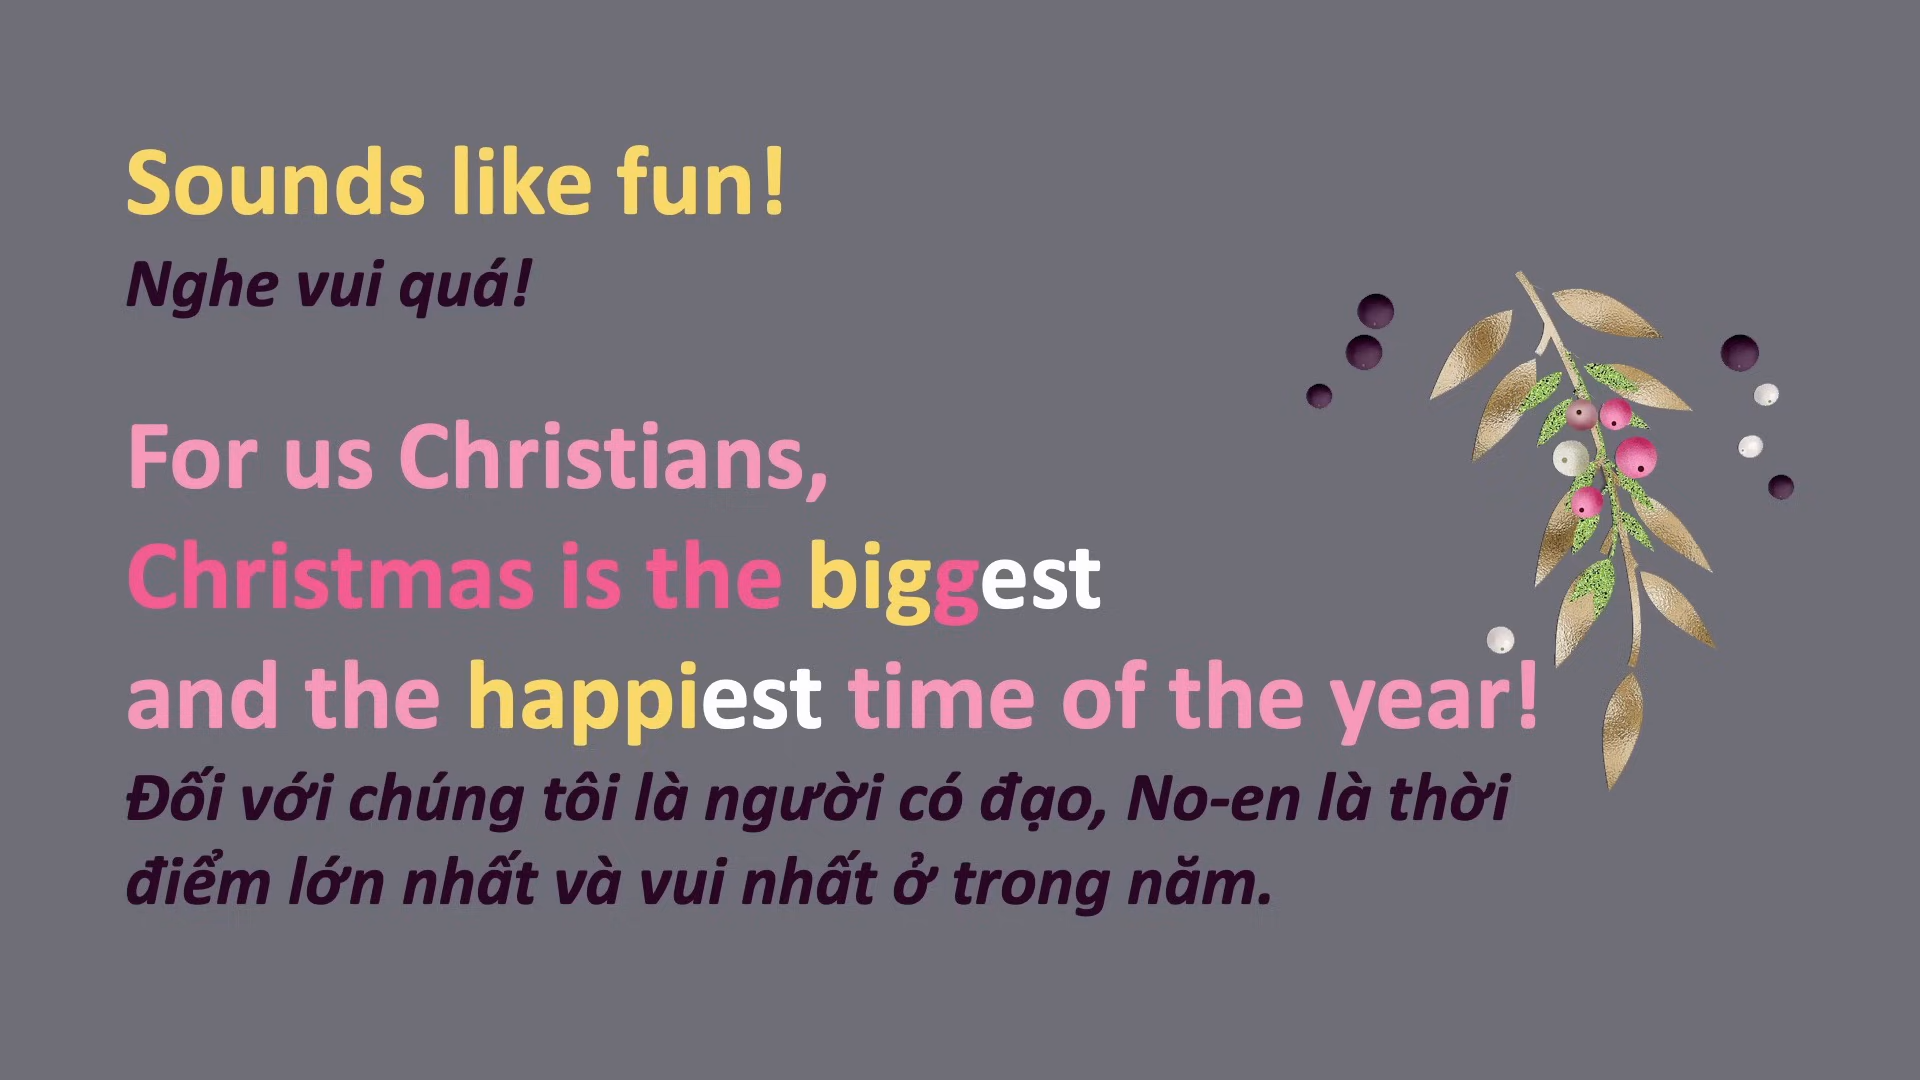 Sounds like fun!
Nghe vui quá!
For us Christians,
Christmas is the biggest
and the happiest time of the year!
Đối với chúng tôi là người có đạo, No-en là thời
điểm lớn nhất và vui nhất ở trong năm.